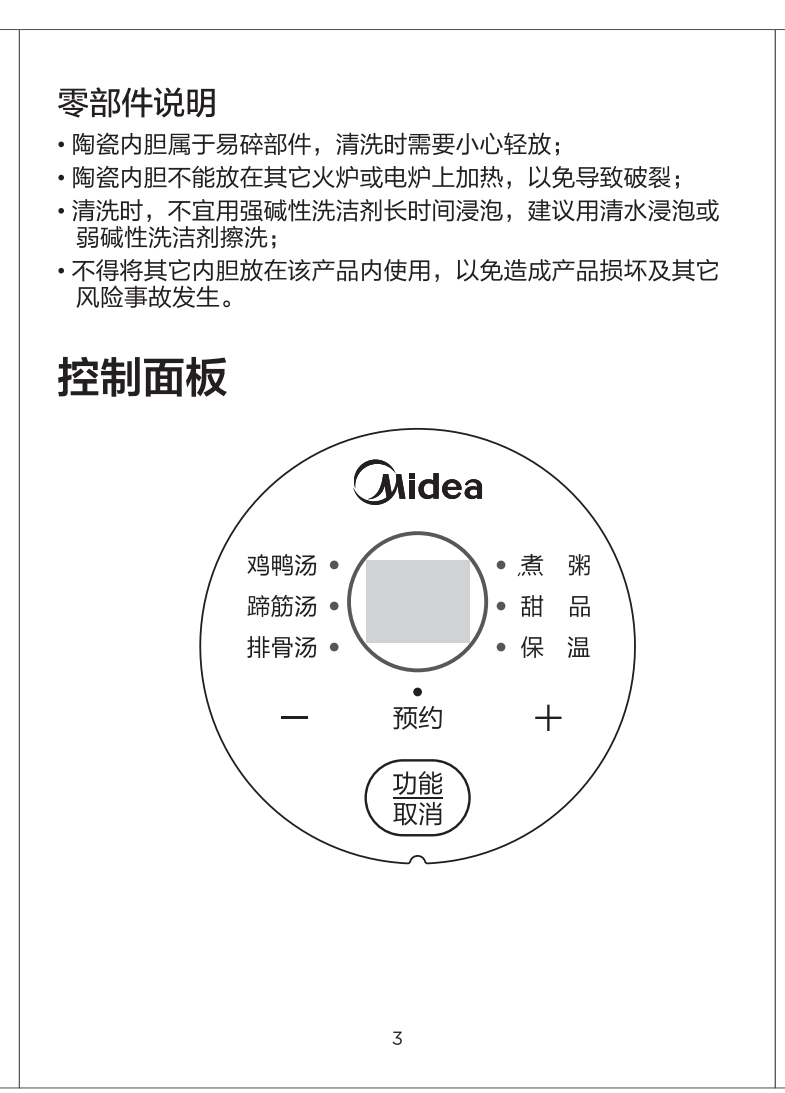 零部件说明
• 陶瓷内胆属于易碎部件，清洗时需要小心轻放；
• 陶瓷内胆不能放在其它火炉或电炉上加热，以免导致破裂；
• 清洗时，不宜用强碱性洗洁剂长时间浸泡，建议用清水浸泡或
弱碱性洗洁剂擦洗；
• 不得将其它内胆放在该产品内使用，以免造成产品损坏及其它
风险事故发生。
控制面板
Midea
鸡鸭汤 • • 煮 粥
蹄筋汤 • • 甜 品
排骨汤 • • 保 温
— 预约 +
功能
取消
3